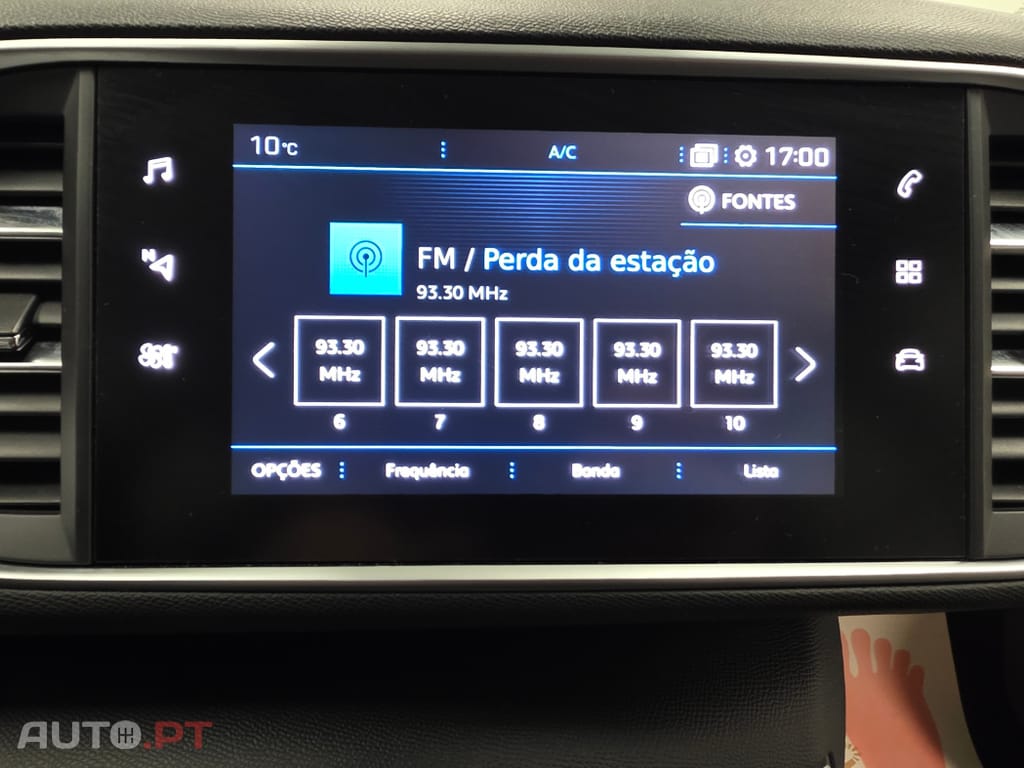 10°C A/C 17:00
FONTES
FM / Perda da estação
93.30 MHz
93.30 93.30 93.30 93.30 93.30
MHz MHz MHz MHz MHz
6 7 8 9 10
OPÇÕES Frequência Banda Lista
N
AUTO.PT